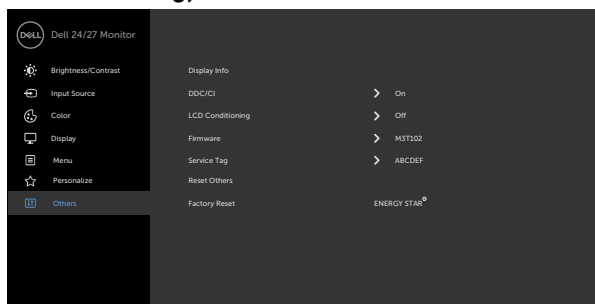 DELL Dell 24/27 Monitor
Brightness/Contrast Display Info
Input Source DDC/CI On
Color LCD Conditioning Off
Display Firmware M3T102
Menu Service Tag ABCDEF
Personalize Reset Others
Others Factory Reset ENERGY STAR